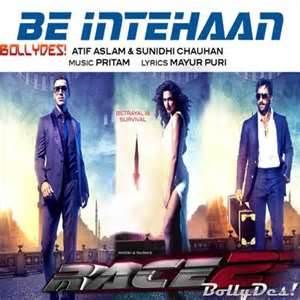 BE INTEHAAN
BOLLYDES! ATIF ASLAM & SUNIDHI CHAUHAN
MUSIC PRITAM LYRICS MAYUR PURI
BETRAYAL IS
SURVIVAL
RACE 2
BollyDes!